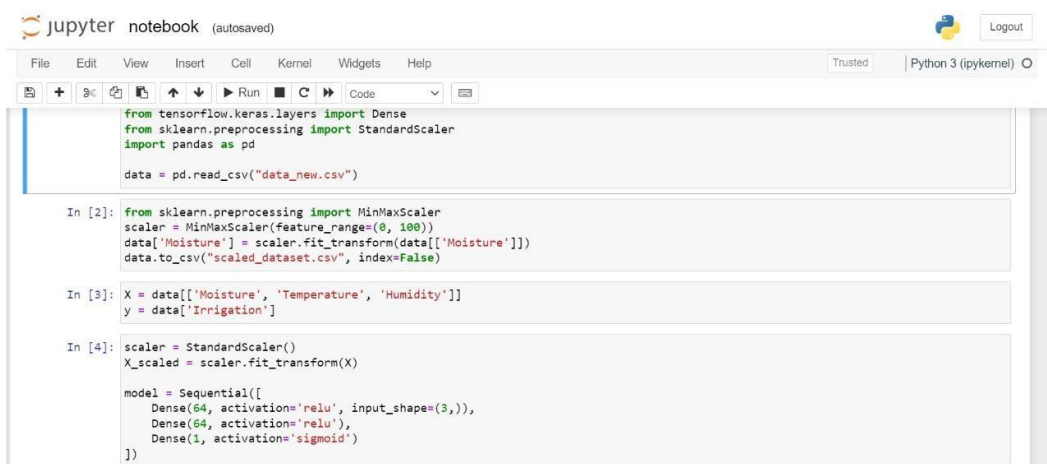 jupyter notebook (autosaved)
Logout
File Edit View Insert Cell Kernel Widgets Help
Trusted Python 3 (ipykernel)
Run Code
from tensorflow.keras.layers import Dense
from sklearn.preprocessing import StandardScaler
import pandas as pd
data = pd.read_csv("data_new.csv")
In [2]: from sklearn.preprocessing import MinMaxScaler
scaler = MinMaxScaler(feature_range=(0, 100))
data['Moisture'] = scaler.fit_transform(data[['Moisture']])
data.to_csv("scaled_dataset.csv", index=False)
In [3]: X = data[['Moisture', 'Temperature', 'Humidity']]
y = data['Irrigation']
In [4]: scaler = StandardScaler()
X_scaled = scaler.fit_transform(X)
model = Sequential([
    Dense(64, activation='relu', input_shape=(3,)),
    Dense(64, activation='relu'),
    Dense(1, activation='sigmoid')
])